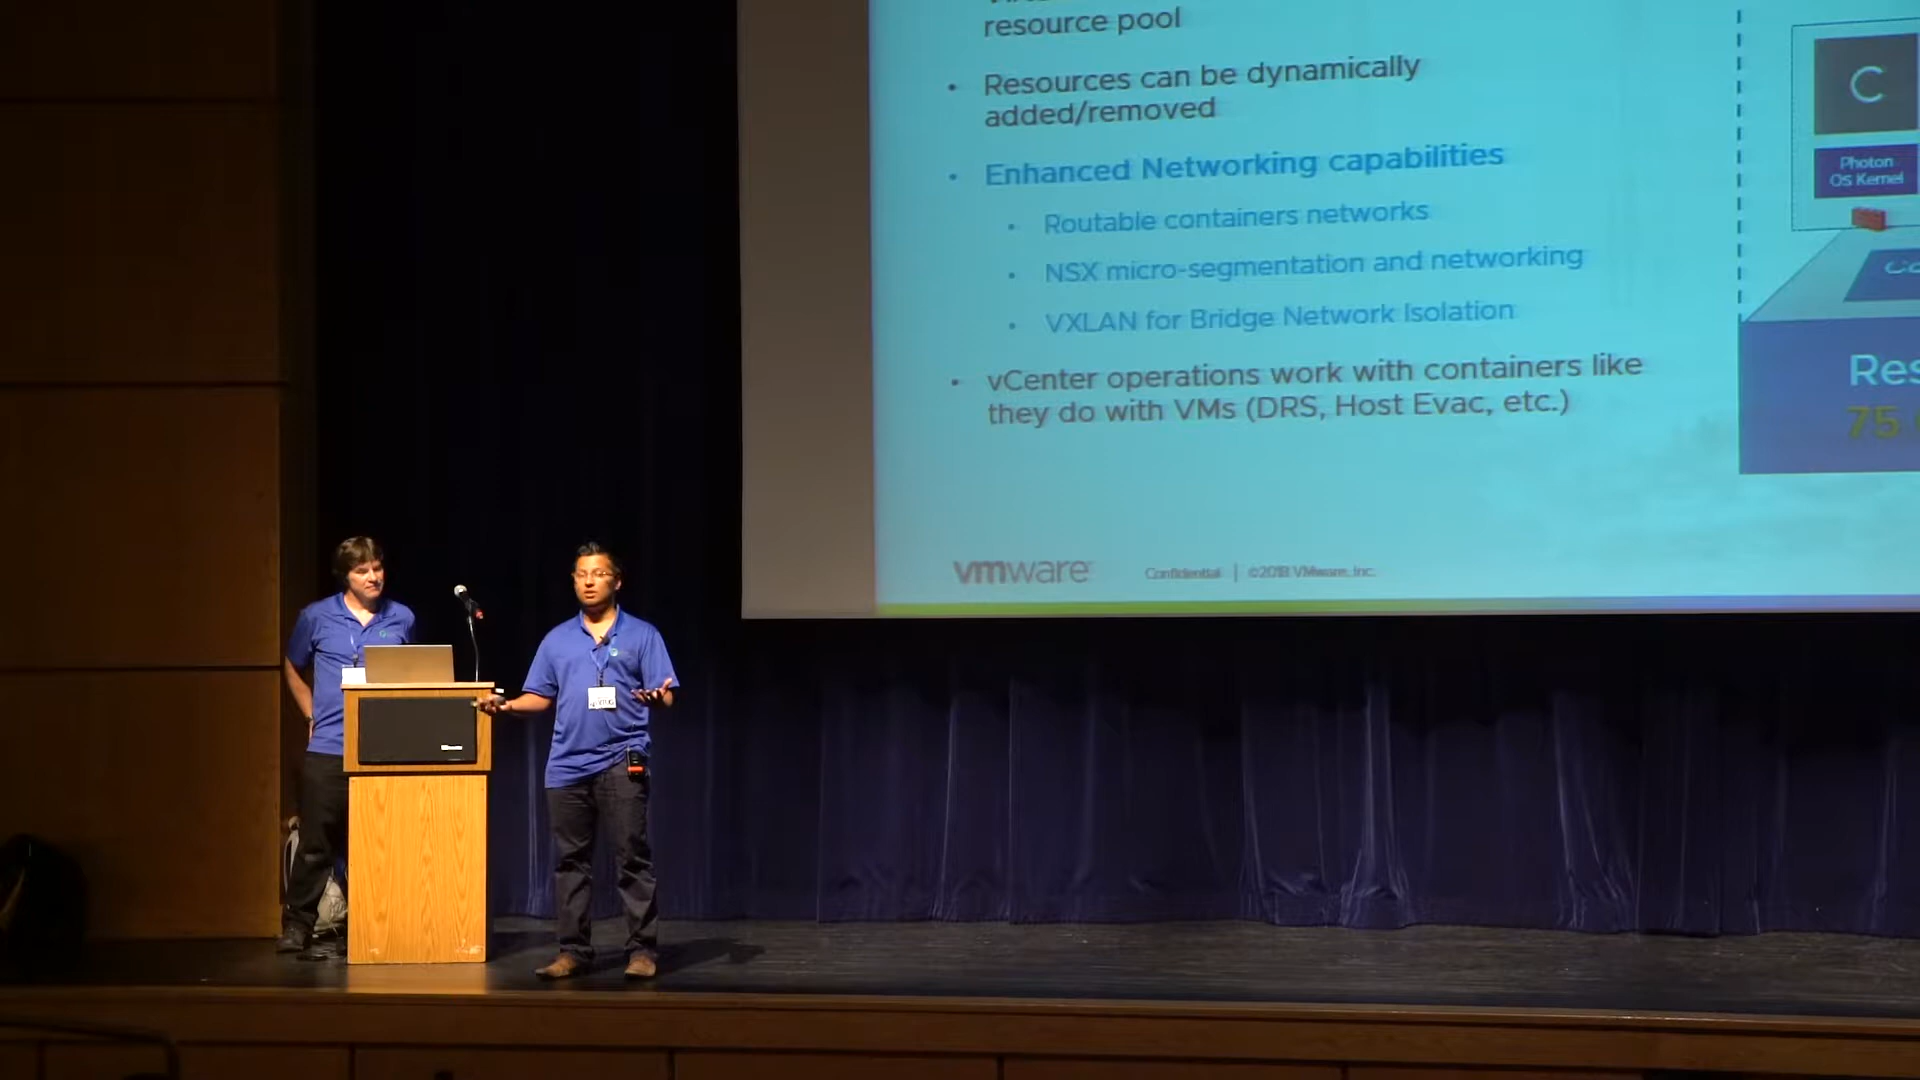 resource pool
• Resources can be dynamically
added/removed
• Enhanced Networking capabilities
• Routable containers networks
• NSX micro-segmentation and networking
• VXLAN for Bridge Network Isolation
• vCenter operations work with containers like
they do with VMs (DRS, Host Evac, etc.)
vmware
Confidential | ©2018 VMware, Inc.
C
Photon
OS Kernel
Res
75